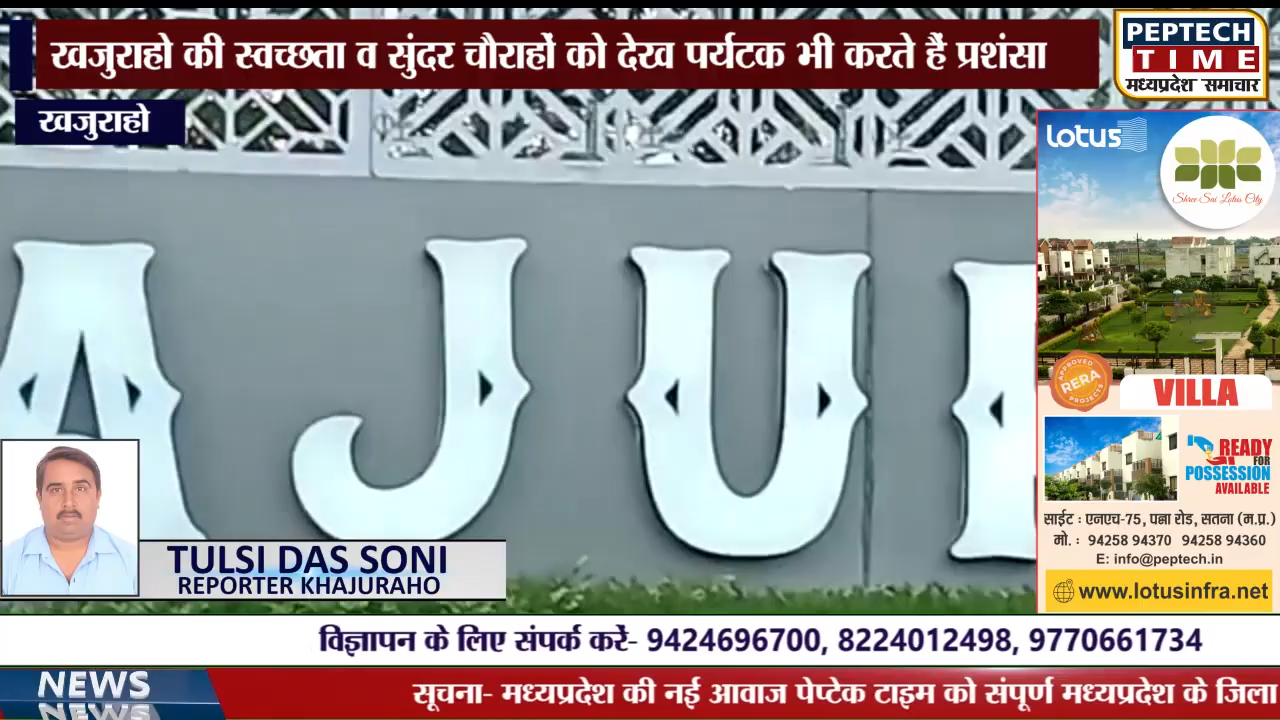 खजुराहो की स्वच्छता व सुंदर चौराहों को देख पर्यटक भी करते हैं प्रशंसा
PEPTECH
TIME
मध्यप्रदेश समाचार
खजुराहो
AJU
lotus
Shree Sai Lotus City
APPROVED
RERA
PROJECTS
VILLA
READY
FOR
POSSESSION
AVAILABLE
साईट : एनएच-75, पन्ना रोड, सतना (म.प्र.)
मो. : 94258 94370 94258 94360
E: info@peptech.in
www.lotusinfra.net
TULSI DAS SONI
REPORTER KHAJURAHO
विज्ञापन के लिए संपर्क करें- 9424696700, 8224012498, 9770661734
NEWS
NEWS
सूचना- मध्यप्रदेश की नई आवाज पेप्टेक टाइम को संपूर्ण मध्यप्रदेश के जिला